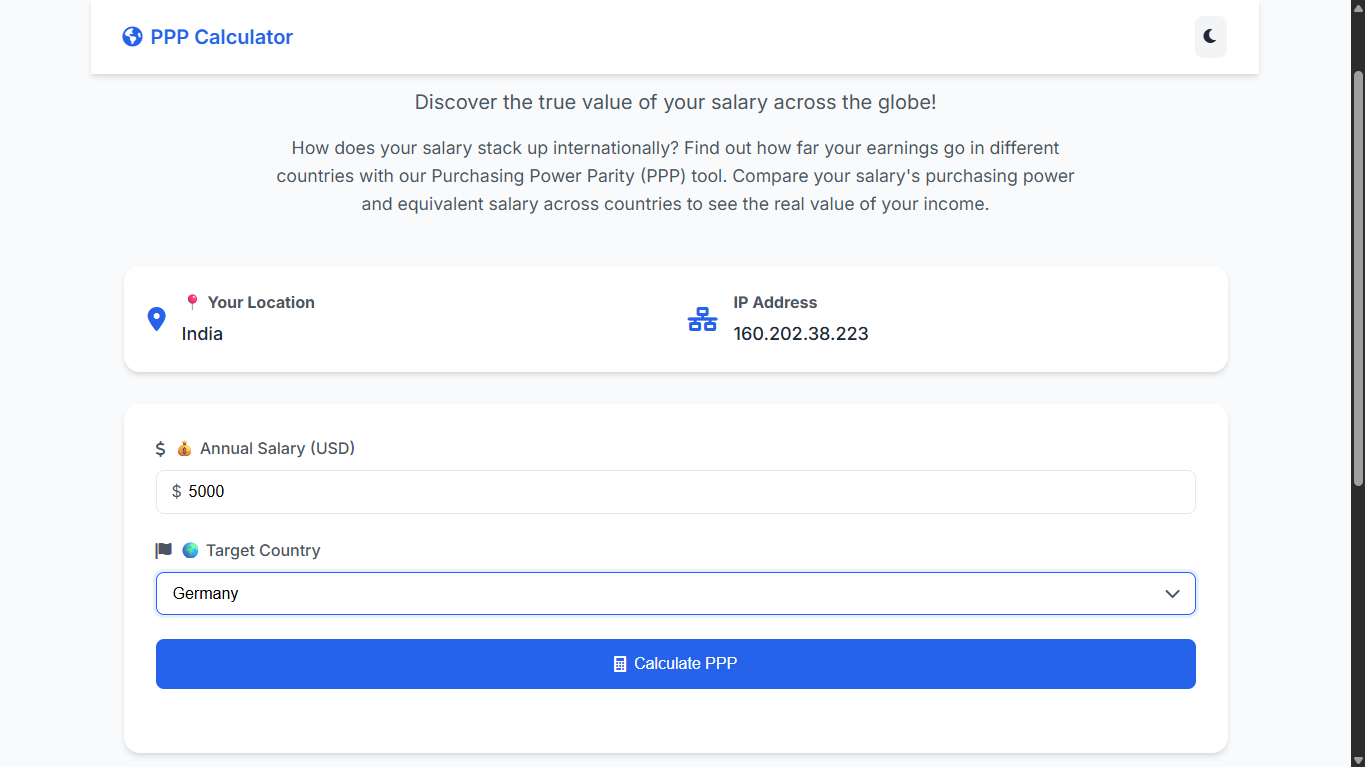 PPP Calculator
Discover the true value of your salary across the globe!
How does your salary stack up internationally? Find out how far your earnings go in different
countries with our Purchasing Power Parity (PPP) tool. Compare your salary's purchasing power
and equivalent salary across countries to see the real value of your income.
📍 Your Location
India
IP Address
160.202.38.223
$ 💰 Annual Salary (USD)
$ 5000
🌍 Target Country
Germany
Calculate PPP